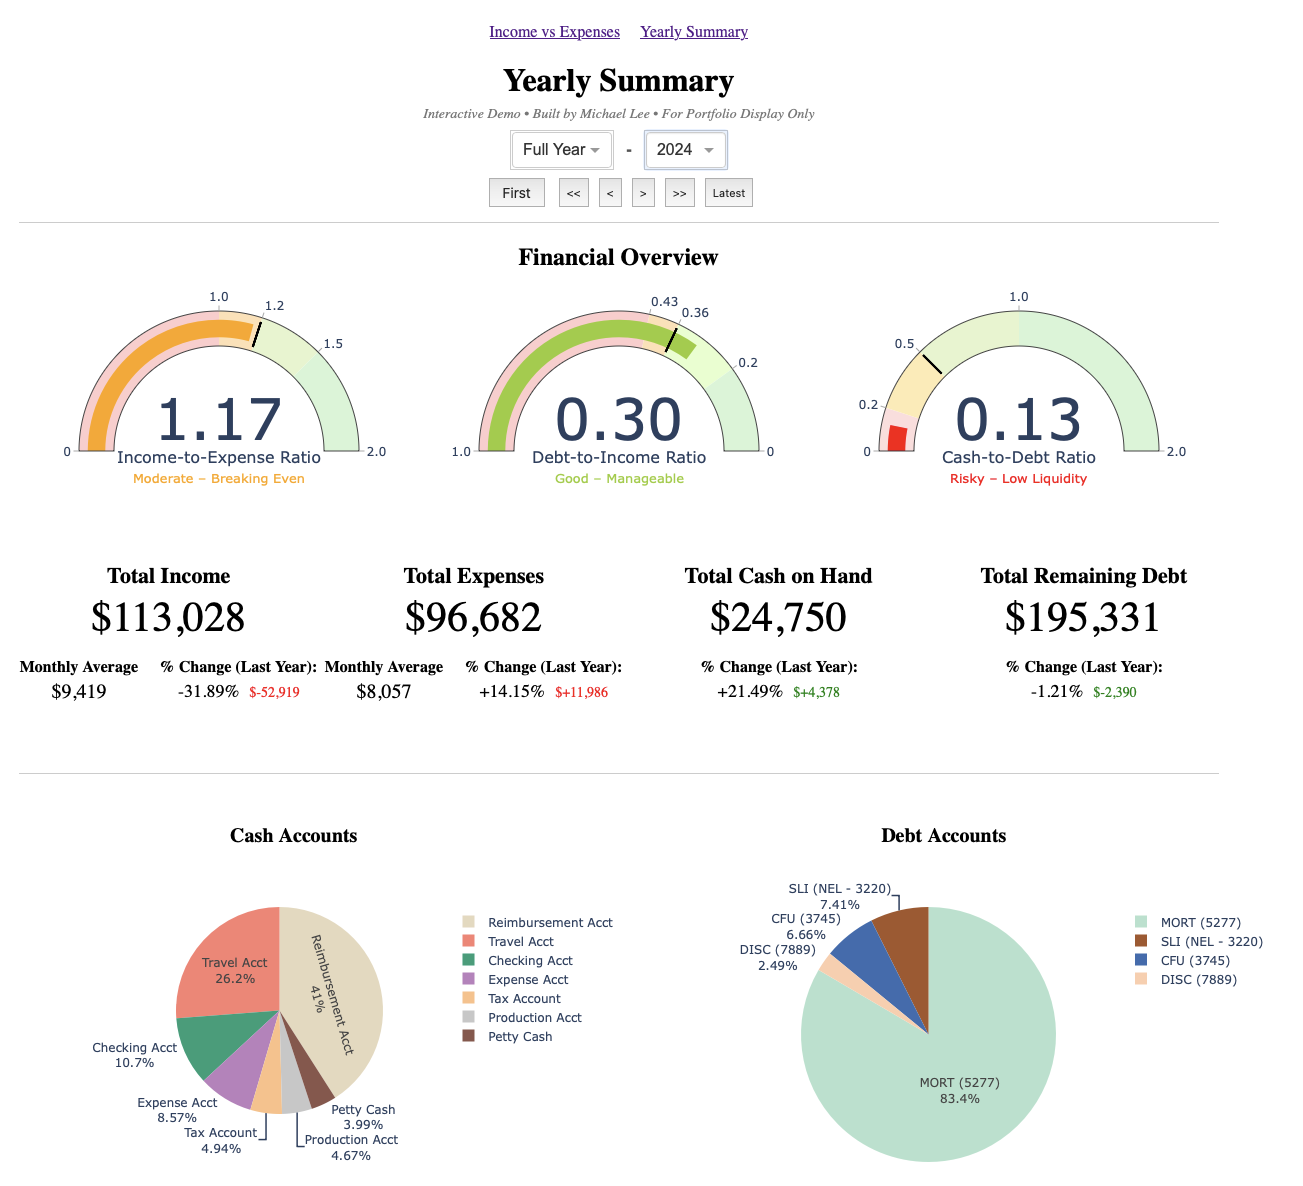 Income vs Expenses Yearly Summary
Yearly Summary
Interactive Demo • Built by Michael Lee • For Portfolio Display Only
Full Year - 2024
First << < > >> Latest
Financial Overview
0 1.0 1.2 1.5 2.0
1.17
Income-to-Expense Ratio
Moderate – Breaking Even
1.0 0.43 0.36 0.2 0
0.30
Debt-to-Income Ratio
Good – Manageable
0 0.2 0.5 1.0 2.0
0.13
Cash-to-Debt Ratio
Risky – Low Liquidity
Total Income
$113,028
Monthly Average % Change (Last Year):
$9,419 -31.89% $-52,919
Total Expenses
$96,682
Monthly Average % Change (Last Year):
$8,057 +14.15% $+11,986
Total Cash on Hand
$24,750
% Change (Last Year):
+21.49% $+4,378
Total Remaining Debt
$195,331
% Change (Last Year):
-1.21% $-2,390
Cash Accounts
Reimbursement Acct
41%
Travel Acct
26.2%
Checking Acct
10.7%
Expense Acct
8.57%
Tax Account
4.94%
Production Acct
4.67%
Petty Cash
3.99%
Reimbursement Acct
Travel Acct
Checking Acct
Expense Acct
Tax Account
Production Acct
Petty Cash
Debt Accounts
SLI (NEL - 3220)
7.41%
CFU (3745)
6.66%
DISC (7889)
2.49%
MORT (5277)
83.4%
MORT (5277)
SLI (NEL - 3220)
CFU (3745)
DISC (7889)